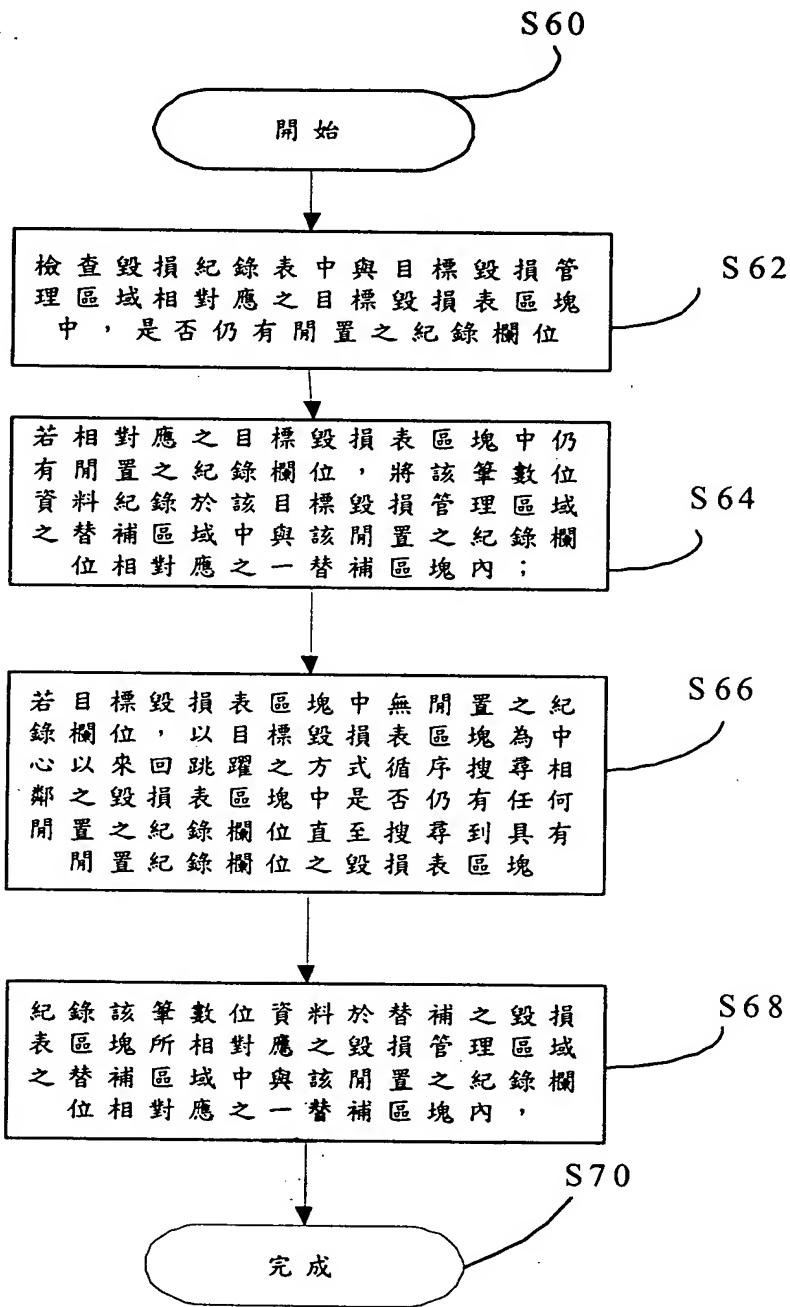 S60
開始
檢查毀損紀錄表中與目標毀損管
理區域相對應之目標毀損表區塊
中，是否仍有閒置之紀錄欄位
S62
若相對應之目標毀損表區塊中仍
有閒置之紀錄欄位，將該筆數位
資料紀錄於該目標毀損管理區域
之替補區域中與該閒置之紀錄欄
位相對應之一替補區塊內；
S64
若目標毀損表區塊中無閒置之紀
錄欄位，以目標毀損表區塊為中
心以來回跳躍之方式循序搜尋相
鄰之毀損表區塊中是否仍有任何
閒置之紀錄欄位直至搜尋到具有
閒置紀錄欄位之毀損表區塊
S66
紀錄該筆數位資料於替補之毀損
表區塊所相對應之毀損管理區域
之替補區域中與該閒置之紀錄欄
位相對應之一替補區塊內，
S68
S70
完成